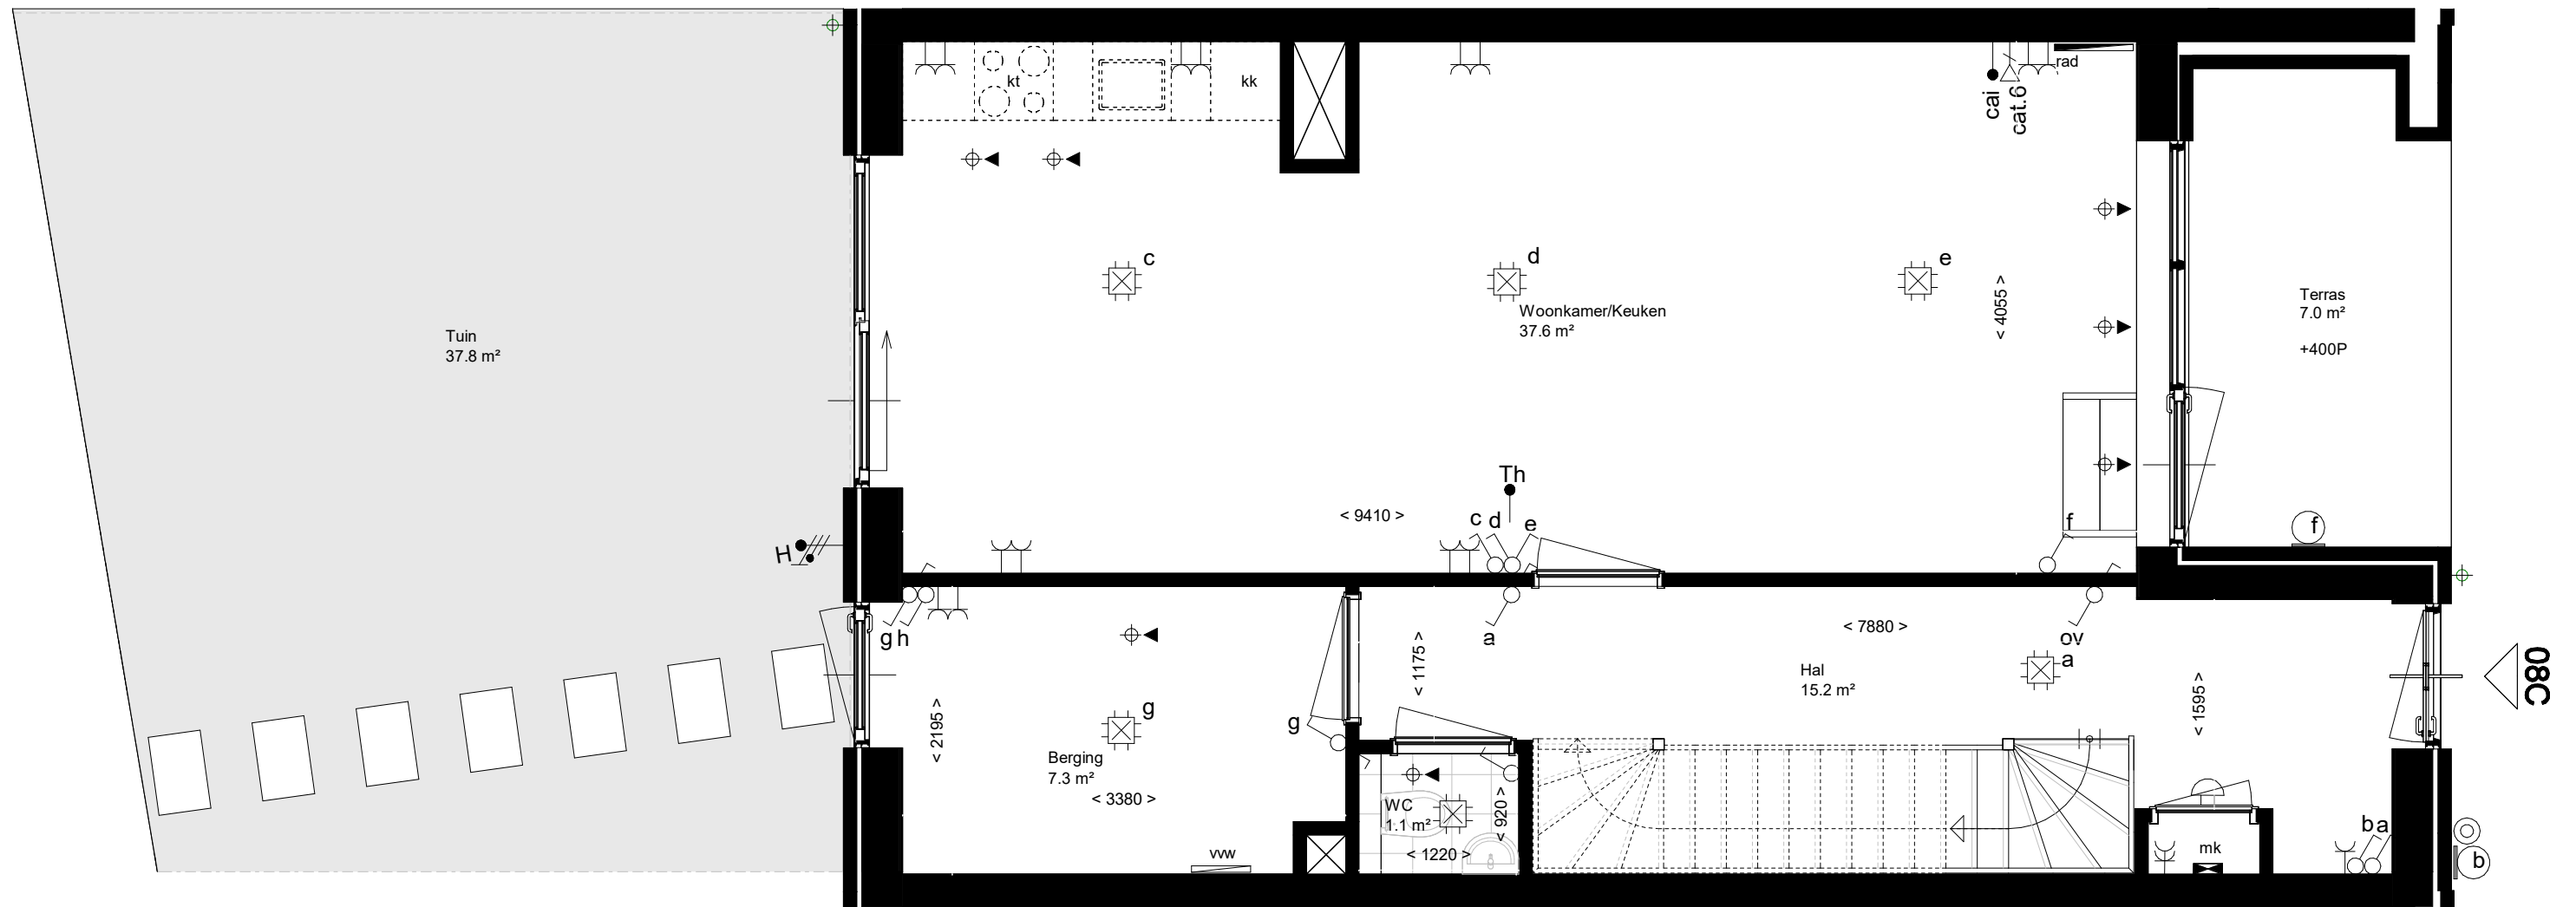 kt
kk
rad
cai
cat.6
c
d
e
< 4055 >
Woonkamer/Keuken
37.6 m²
Tuin
37.8 m²
Terras
7.0 m²
+400P
Th
< 9410 >
c d e
f
f
H
g h
a
< 1175 >
< 7880 >
ov
a
Hal
15.2 m²
< 1595 >
08C
< 2195 >
g
g
Berging
7.3 m²
< 3380 >
WC
1.1 m²
< 920 >
< 1220 >
vvw
mk
b a
b